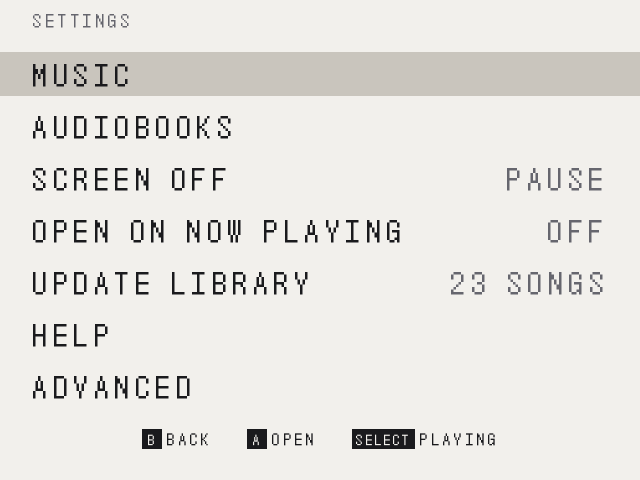 SETTINGS
MUSIC
AUDIOBOOKS
SCREEN OFF PAUSE
OPEN ON NOW PLAYING OFF
UPDATE LIBRARY 23 SONGS
HELP
ADVANCED
B BACK A OPEN SELECT PLAYING